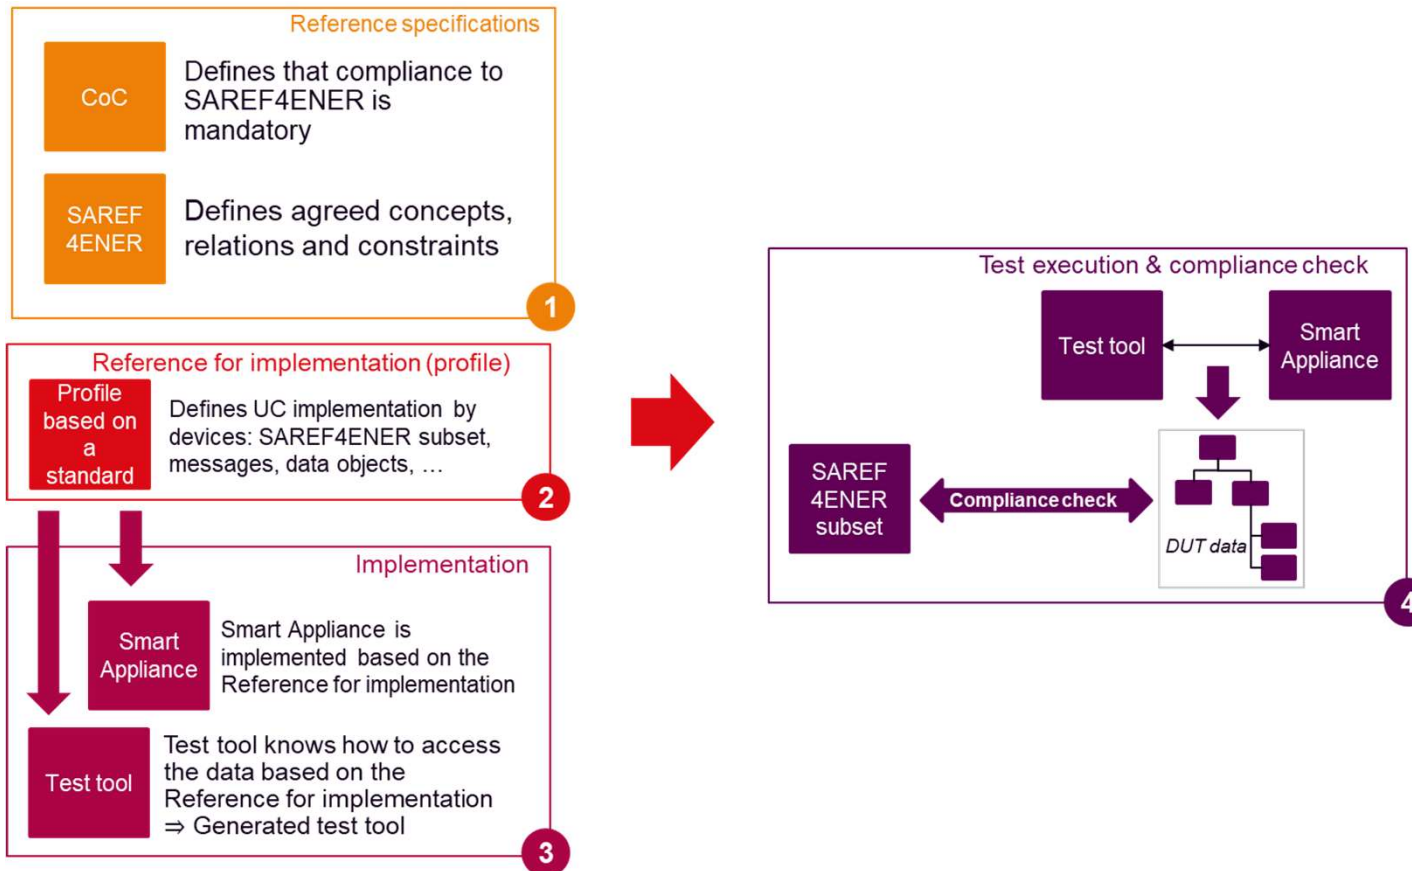 Reference specifications
CoC
Defines that compliance to
SAREF4ENER is
mandatory
SAREF
4ENER
Defines agreed concepts,
relations and constraints
1
Reference for implementation (profile)
Profile
based on
a
standard
Defines UC implementation by
devices: SAREF4ENER subset,
messages, data objects, …
2
Implementation
Smart
Appliance
Smart Appliance is
implemented based on the
Reference for implementation
Test tool
Test tool knows how to access
the data based on the
Reference for implementation
⇒ Generated test tool
3
Test execution & compliance check
Test tool
Smart
Appliance
SAREF
4ENER
subset
Compliance check
DUT data
4